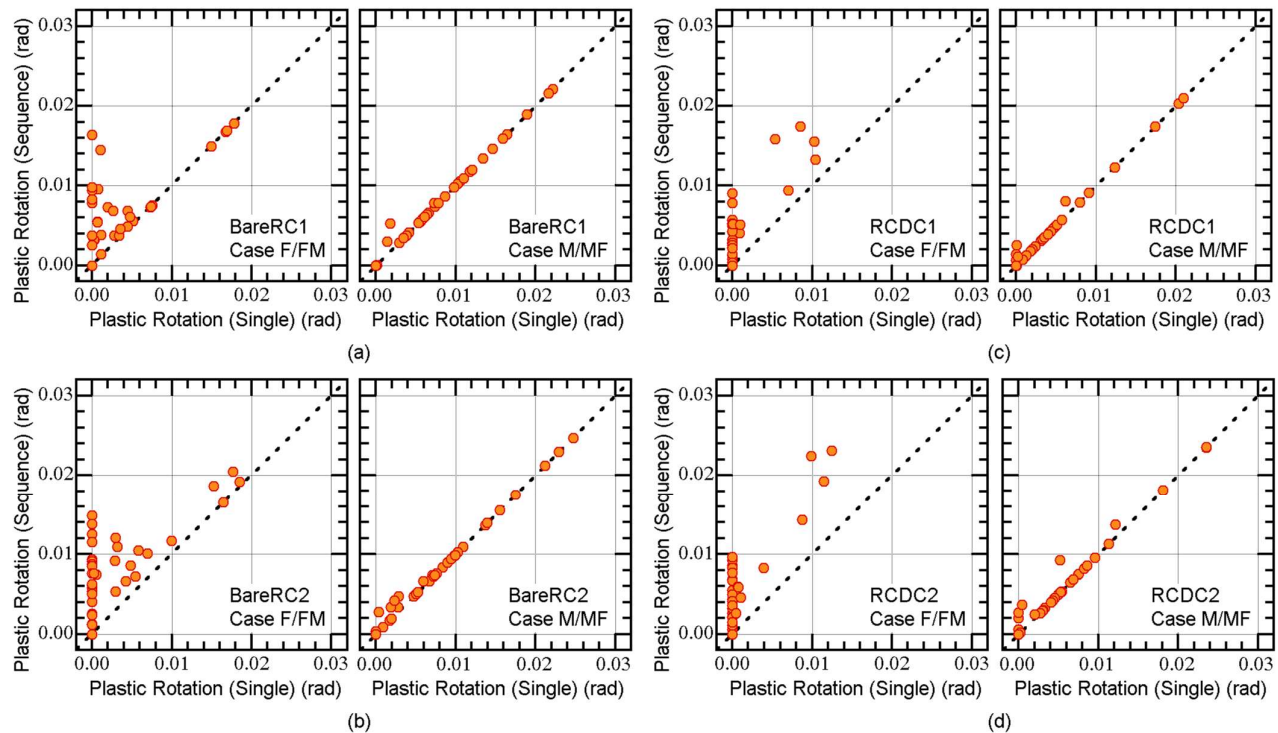 Plastic Rotation (Sequence) (rad)
0.03
0.02
0.01
0.00
BareRC1
Case F/FM
BareRC1
Case M/MF
0.00 0.01 0.02 0.03 0.00 0.01 0.02 0.03
Plastic Rotation (Single) (rad) Plastic Rotation (Single) (rad)
(a)
Plastic Rotation (Sequence) (rad)
0.03
0.02
0.01
0.00
RCDC1
Case F/FM
RCDC1
Case M/MF
0.00 0.01 0.02 0.03 0.00 0.01 0.02 0.03
Plastic Rotation (Single) (rad) Plastic Rotation (Single) (rad)
(c)
Plastic Rotation (Sequence) (rad)
0.03
0.02
0.01
0.00
BareRC2
Case F/FM
BareRC2
Case M/MF
0.00 0.01 0.02 0.03 0.00 0.01 0.02 0.03
Plastic Rotation (Single) (rad) Plastic Rotation (Single) (rad)
(b)
Plastic Rotation (Sequence) (rad)
0.03
0.02
0.01
0.00
RCDC2
Case F/FM
RCDC2
Case M/MF
0.00 0.01 0.02 0.03 0.00 0.01 0.02 0.03
Plastic Rotation (Single) (rad) Plastic Rotation (Single) (rad)
(d)